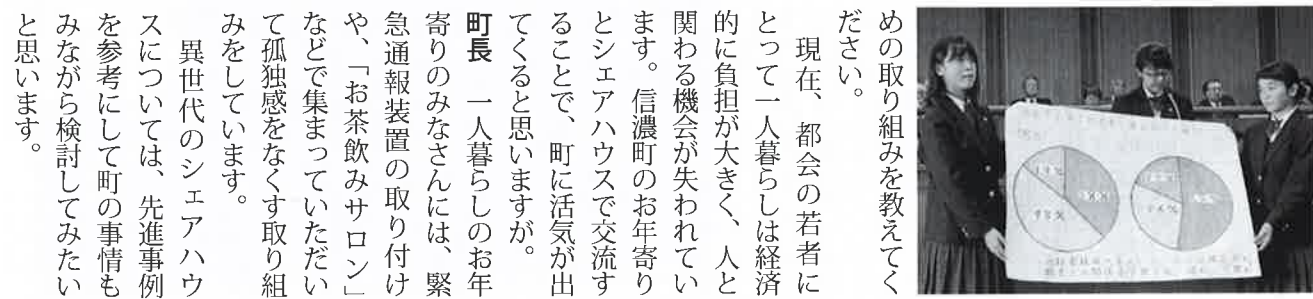 めの取り組みを教えてく
ださい。
　現在、都会の若者に
とって一人暮らしは経済
的に負担が大きく、人と
関わる機会が失われてい
ます。信濃町のお年寄り
とシェアハウスで交流す
ることで、町に活気が出
てくると思いますが。
町長　一人暮らしのお年
寄りのみなさんには、緊
急通報装置の取り付け
や、「お茶飲みサロン」
などで集まっていただい
て孤独感をなくす取り組
みをしています。
　異世代のシェアハウ
スについては、先進事例
を参考にして町の事情も
みながら検討してみたい
と思います。